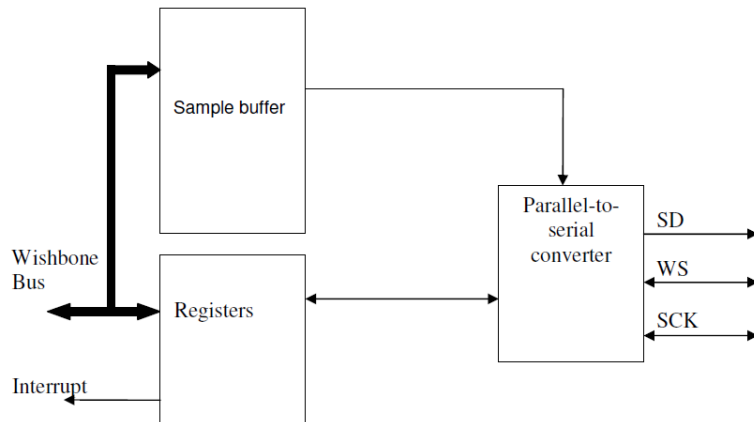 Sample buffer
Parallel-to-
serial
converter
SD
WS
SCK
Wishbone
Bus
Registers
Interrupt